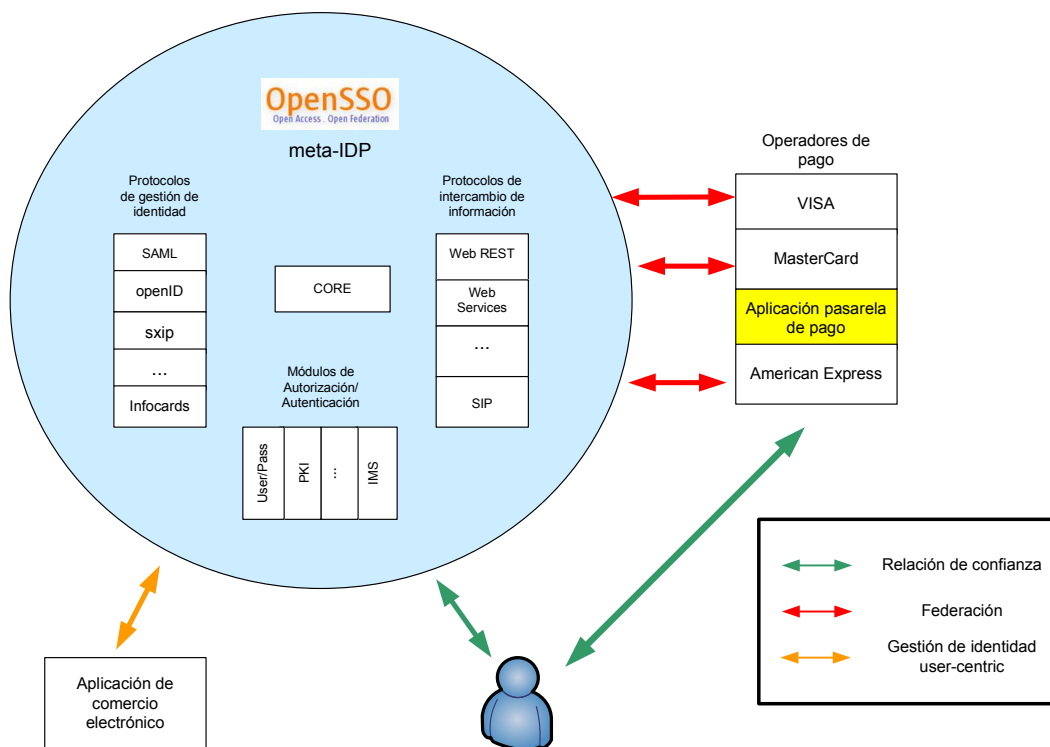 OpenSSO
Open Access . Open Federation
meta-IDP
Protocolos
de gestión de
identidad
SAML
openID
sxip
...
Infocards
CORE
Protocolos de
intercambio de
información
Web REST
Web
Services
...
SIP
Módulos de
Autorización/
Autenticación
User/Pass
PKI
...
IMS
Operadores de
pago
VISA
MasterCard
Aplicación pasarela
de pago
American Express
Aplicación de
comercio
electrónico
Relación de confianza
Federación
Gestión de identidad
user-centric